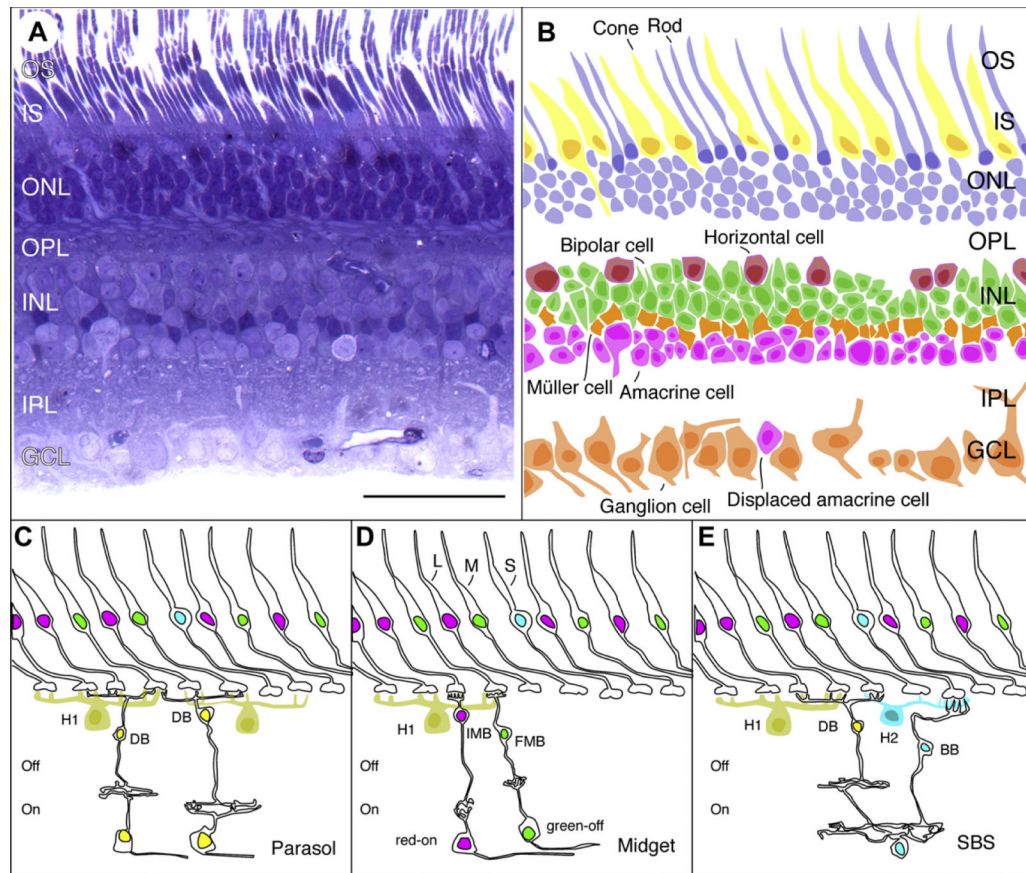 A
OS
IS
ONL
OPL
INL
IPL
GCL
B
Cone Rod
OS
IS
ONL
OPL
Bipolar cell
Horizontal cell
INL
Müller cell
Amacrine cell
IPL
GCL
Ganglion cell
Displaced amacrine cell
C
H1
DB
DB
Off
On
Parasol
D
L
M
S
H1
IMB
FMB
Off
On
red-on
green-off
Midget
E
H1
DB
H2
BB
Off
On
SBS